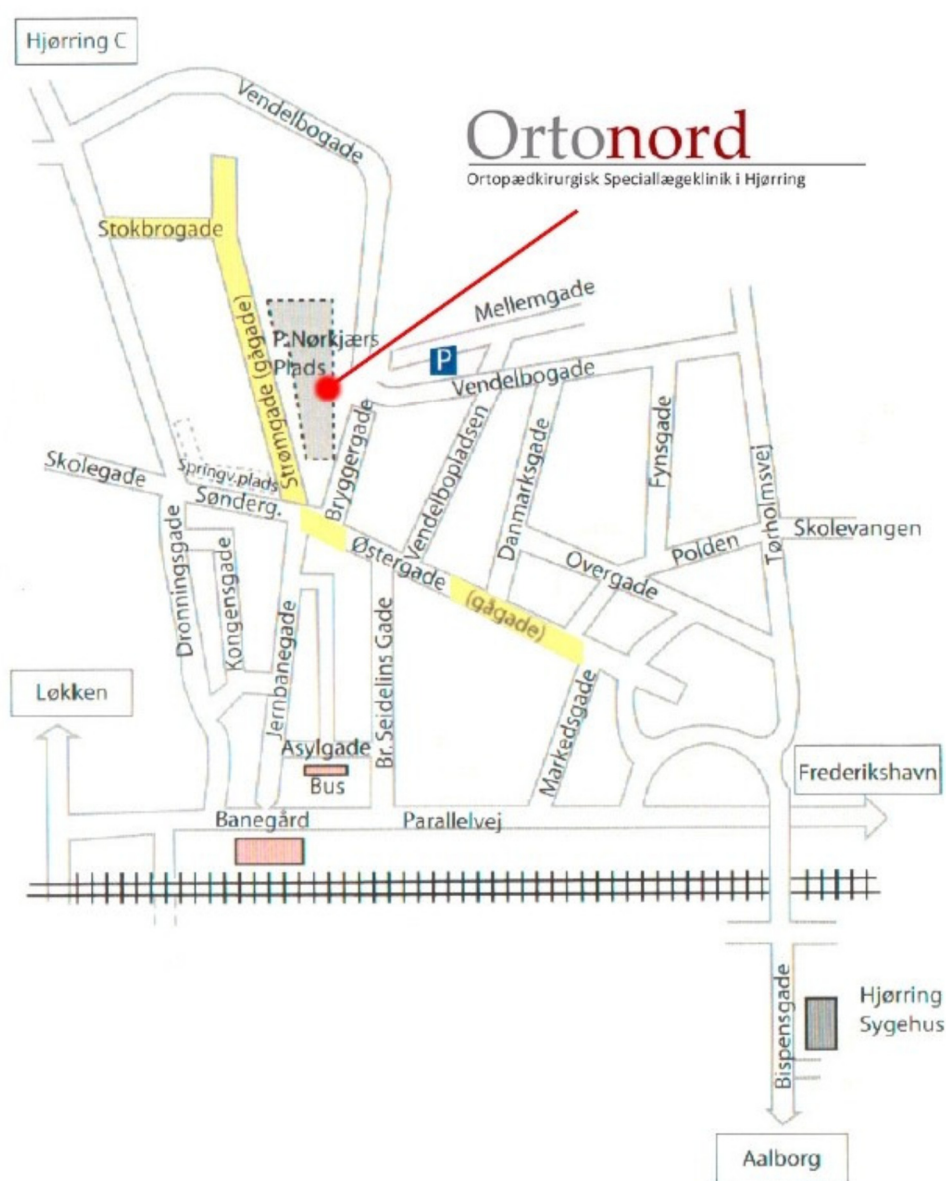 Hjørring C
Vendelbogade
Ortonord
Ortopædkirurgisk Speciallægeklinik i Hjørring
Stokbrogade
Mellemgade
Strømgade (gågade)
P. Nørkjærs
Plads
P
Vendelbogade
Bryggergade
Vendelbopladsen
Danmarksgade
Fynsgade
Tørholmsvej
Skolegade
Springv.plads
Sønderg.
Østergade
(gågade)
Overgade
Polden
Skolevangen
Dronningsgade
Kongensgade
Jernbanegade
Br. Seidelins Gade
Markedsgade
Løkken
Asylgade
Bus
Frederikshavn
Banegård
Parallelvej
Bispensgade
Hjørring
Sygehus
Aalborg